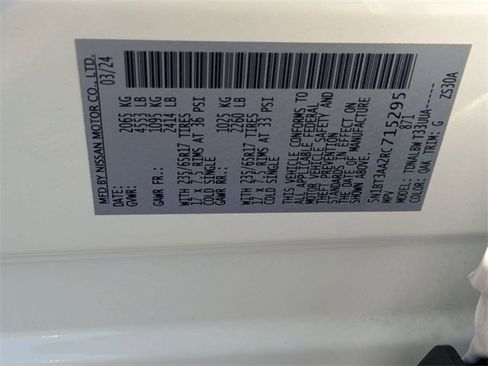 MFD BY NISSAN MOTOR CO.,LTD.
DATE: 03/24
GVWR: 2065 KG
4553 LB
GAWR FR.: 1095 KG
2414 LB
WITH 235/65R17 TIRES
17 X 7.5 RIMS AT 36 PSI
COLD SINGLE
GAWR RR.: 1025 KG
2260 LB
WITH 235/65R17 TIRES
17 X 7.5 RIMS AT 33 PSI
COLD SINGLE
THIS VEHICLE CONFORMS TO
ALL APPLICABLE FEDERAL
MOTOR VEHICLE SAFETY AND
THEFT PREVENTION
STANDARDS IN EFFECT ON
THE DATE OF
MANUFACTURE SHOWN ABOVE.
5N1BT3AA2RC715295
MPV 871
MODEL:
COLOR: QAK TRIM: G ZS30A